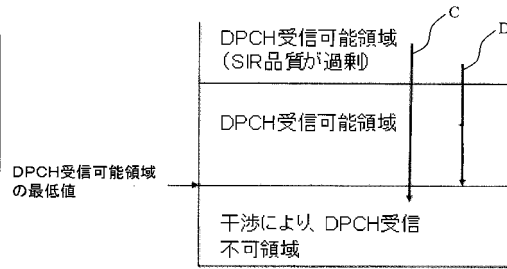 C
D
DPCH受信可能領域
(SIR品質が過剰)
DPCH受信可能領域
DPCH受信可能領域
の最低値
干渉により、DPCH受信
不可領域